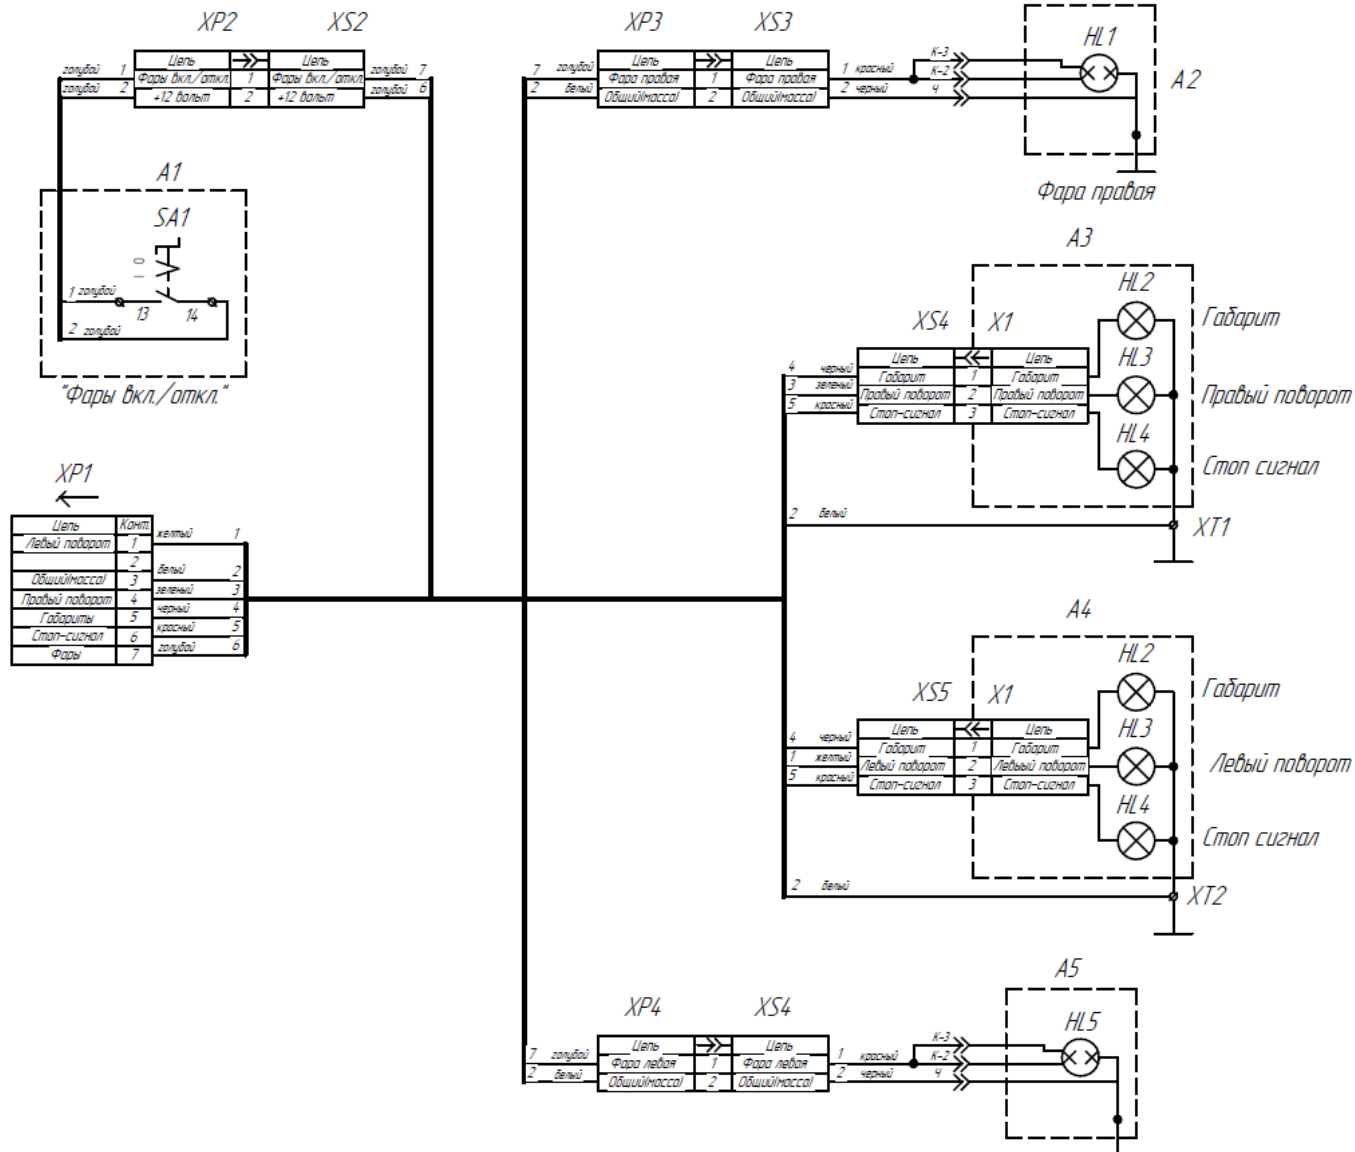 XP2 XS2
Цепь Цепь
голубой 1 Фары вкл./откл. 1 Фары вкл./откл. голубой 7
голубой 2 +12 вольт 2 +12 вольт голубой 6
A1
SA1
I 0
1 голубой
13 14
2 голубой
"Фары вкл./откл."
XP1
Цепь Конт.
Левый поворот 1 желтый 1
2
Общий(масса) 3 белый 2
Правый поворот 4 зеленый 3
Габариты 5 черный 4
Стоп-сигнал 6 красный 5
Фары 7 голубой 6
XP3 XS3
Цепь Цепь
7 голубой Фара правая 1 Фара правая 1 красный
2 белый Общий(масса) 2 Общий(масса) 2 черный
К-3
К-2
Ч
HL1
A2
Фара правая
A3
XS4 X1
Цепь Цепь
4 черный Габарит 1 Габарит
3 зеленый Правый поворот 2 Правый поворот
5 красный Стоп-сигнал 3 Стоп-сигнал
HL2 Габарит
HL3 Правый поворот
HL4 Стоп сигнал
2 белый
XT1
A4
XS5 X1
Цепь Цепь
4 черный Габарит 1 Габарит
1 желтый Левый поворот 2 Левыый поворот
5 красный Стоп-сигнал 3 Стоп-сигнал
HL2 Габарит
HL3 Левый поворот
HL4 Стоп сигнал
2 белый
XT2
XP4 XS4
Цепь Цепь
7 голубой Фара левая 1 Фара левая 1 красный
2 белый Общий(масса) 2 Общий(масса) 2 черный
К-3
К-2
Ч
A5
HL5